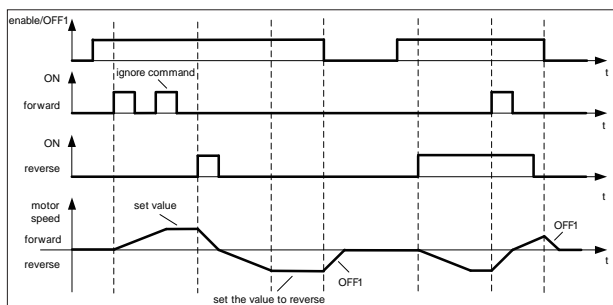 enable/OFF1
t
ON
ignore command
forward
t
ON
reverse
t
motor
speed
set value
forward
OFF1
reverse
t
OFF1
set the value to reverse